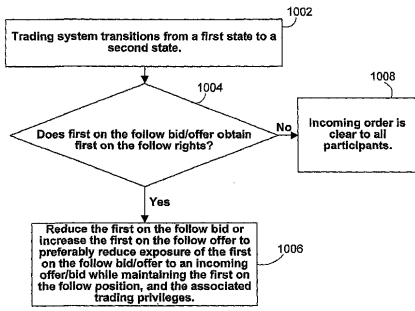 1002
Trading system transitions from a first state to a
second state.
1004
Does first on the follow bid/offer obtain
first on the follow rights?
No
1008
Incoming order is
clear to all
participants.
Yes
Reduce the first on the follow bid or
increase the first on the follow offer to
preferably reduce exposure of the first
on the follow bid/offer to an incoming
offer/bid while maintaining the first on
the follow position, and the associated
trading privileges.
1006